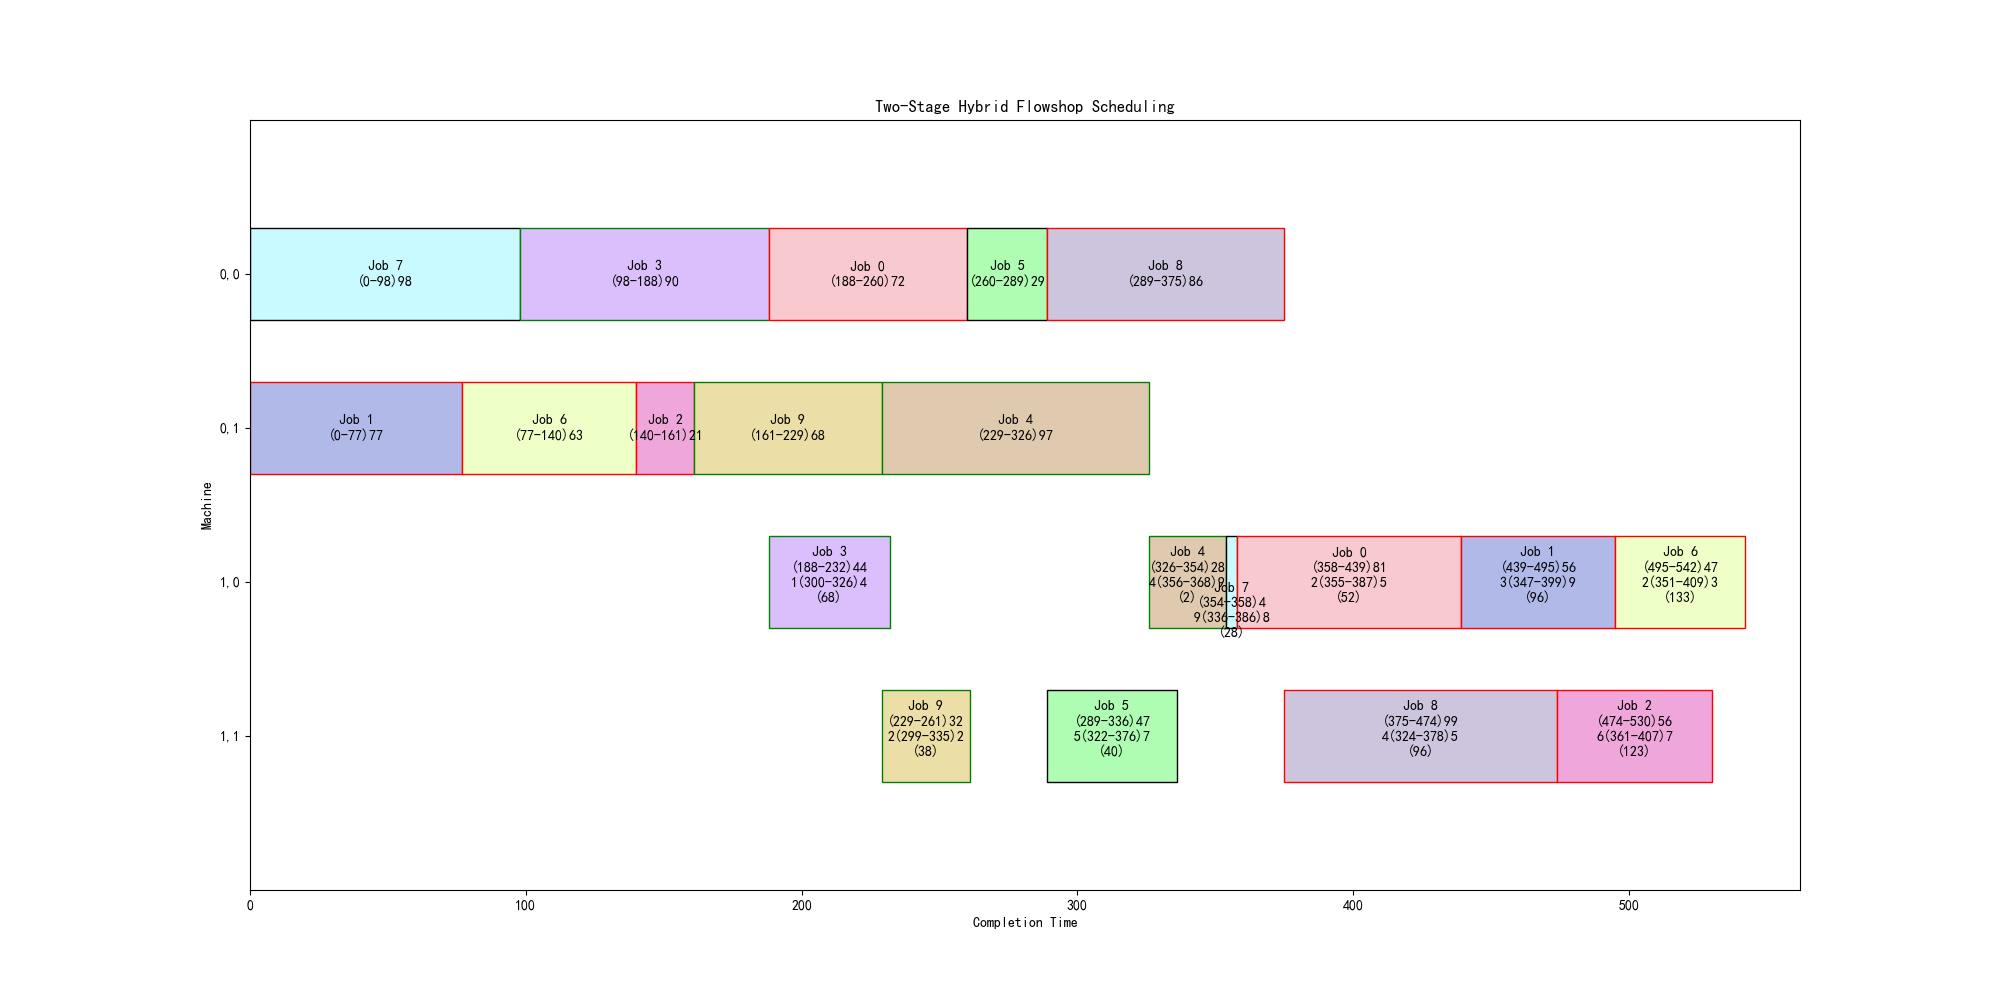 Two-Stage Hybrid Flowshop Scheduling
0,0
Job 7
(0-98)98
Job 3
(98-188)90
Job 0
(188-260)72
Job 5
(260-289)29
Job 8
(289-375)86
0,1
Job 1
(0-77)77
Job 6
(77-140)63
Job 2
(140-161)21
Job 9
(161-229)68
Job 4
(229-326)97
Machine
1,0
Job 3
(188-232)44
1(300-326)4
(68)
Job 4
(326-354)28
4(356-368)9
(2)
Job 7
(354-358)4
9(336-386)8
(28)
Job 0
(358-439)81
2(355-387)5
(52)
Job 1
(439-495)56
3(347-399)9
(96)
Job 6
(495-542)47
2(351-409)3
(133)
1,1
Job 9
(229-261)32
2(299-335)2
(38)
Job 5
(289-336)47
5(322-376)7
(40)
Job 8
(375-474)99
4(324-378)5
(96)
Job 2
(474-530)56
6(361-407)7
(123)
0
100
200
300
400
500
Completion Time